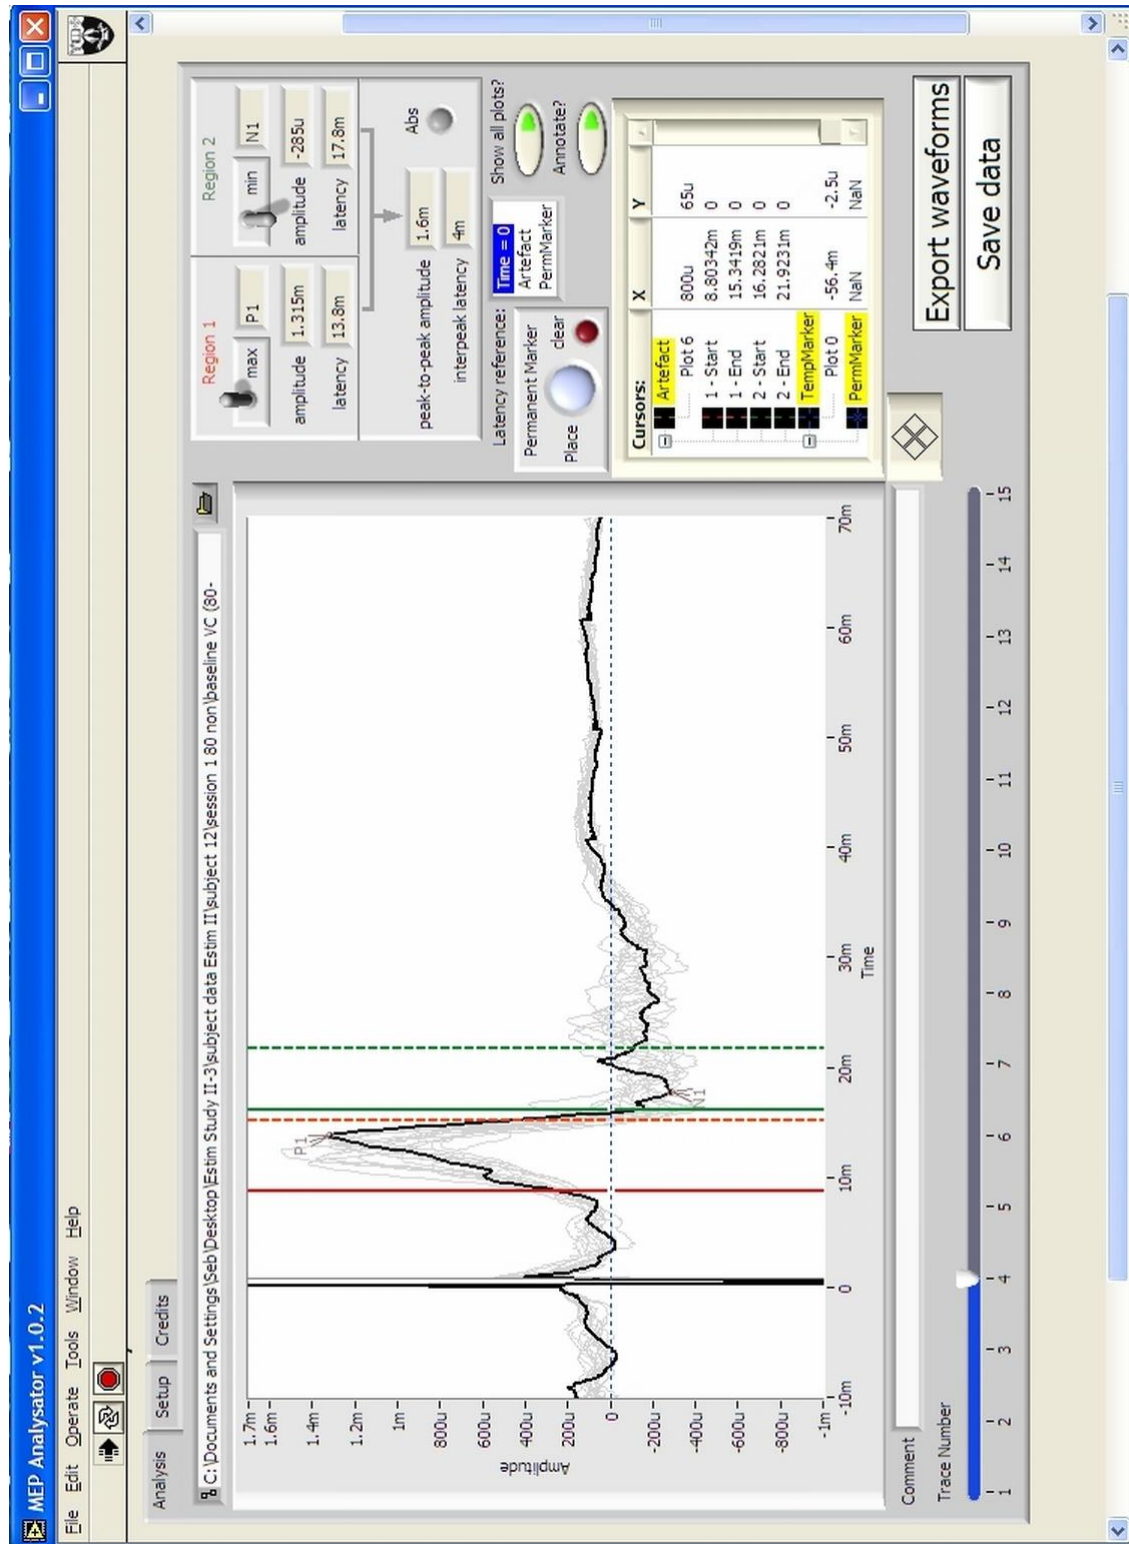 MEP Analysator v1.0.2
File Edit Operate Tools Window Help
Analysis Setup Credits
C:\Documents and Settings\Seb\Desktop\Estim Study II-3\subject data Estim II\subject 12\session 1 80 non\baseline VC (80-
Amplitude
1.7m
1.6m
1.4m
1.2m
1m
800u
600u
400u
200u
0
-200u
-400u
-600u
-800u
-1m
P1
N1
-10m 0 10m 20m 30m 40m 50m 60m 70m
Time
Region 1
max P1
amplitude 1.315m
latency 13.8m
Region 2
min N1
amplitude -285u
latency 17.8m
peak-to-peak amplitude 1.6m
interpeak latency 4m
Abs
Latency reference:
Time = 0
Artefact
PermMarker
Permanent Marker
Place clear
Show all plots?
Annotate?
Cursors: X Y
Artefact
Plot 6 800u 65u
1 - Start 8.80342m 0
1 - End 15.3419m 0
2 - Start 16.2821m 0
2 - End 21.9231m 0
TempMarker
Plot 0 -56.4m -2.5u
PermMarker NaN NaN
Comment
Trace Number
1 2 3 4 5 6 7 8 9 10 11 12 13 14 15
Export waveforms
Save data